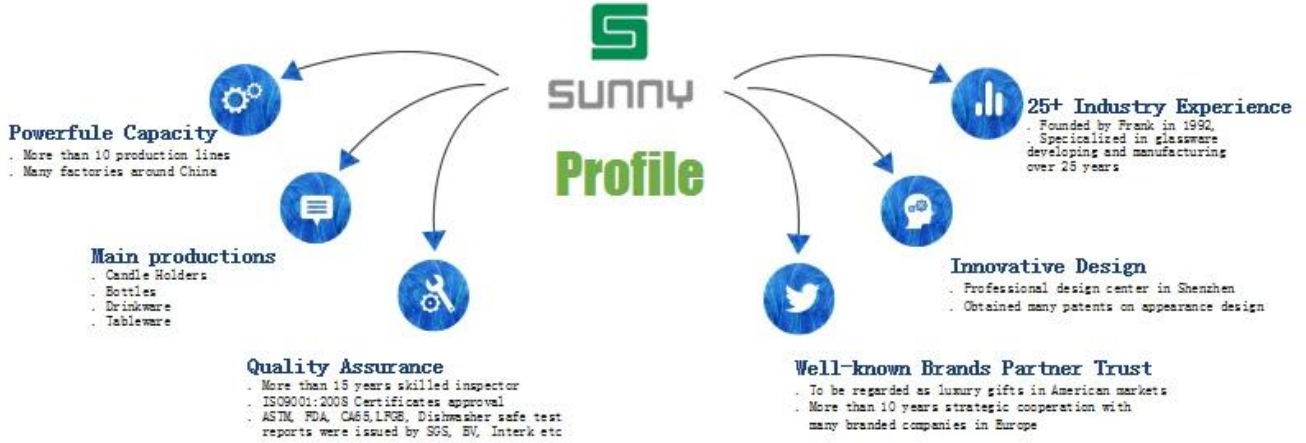 SUNNY
Profile
Powerfule Capacity
. More than 10 production lines
. Many factories around China
Main productions
. Candle Holders
. Bottles
. Drinkware
. Tableware
Quality Assurance
. More than 15 years skilled inspector
. ISO9001:2008 Certificates approval
. ASTM, FDA, CA65,LFGB, Dishwasher safe test
reports were issued by SGS, BV, Interk etc
25+ Industry Experience
. Founded by Frank in 1992,
. Specicalized in glassware
developing and manufacturing
over 25 years
Innovative Design
. Professional design center in Shenzhen
. Obtained many patents on appearance design
Well-known Brands Partner Trust
. To be regarded as luxury gifts in American markets
. More than 10 years strategic cooperation with
many branded companies in Europe